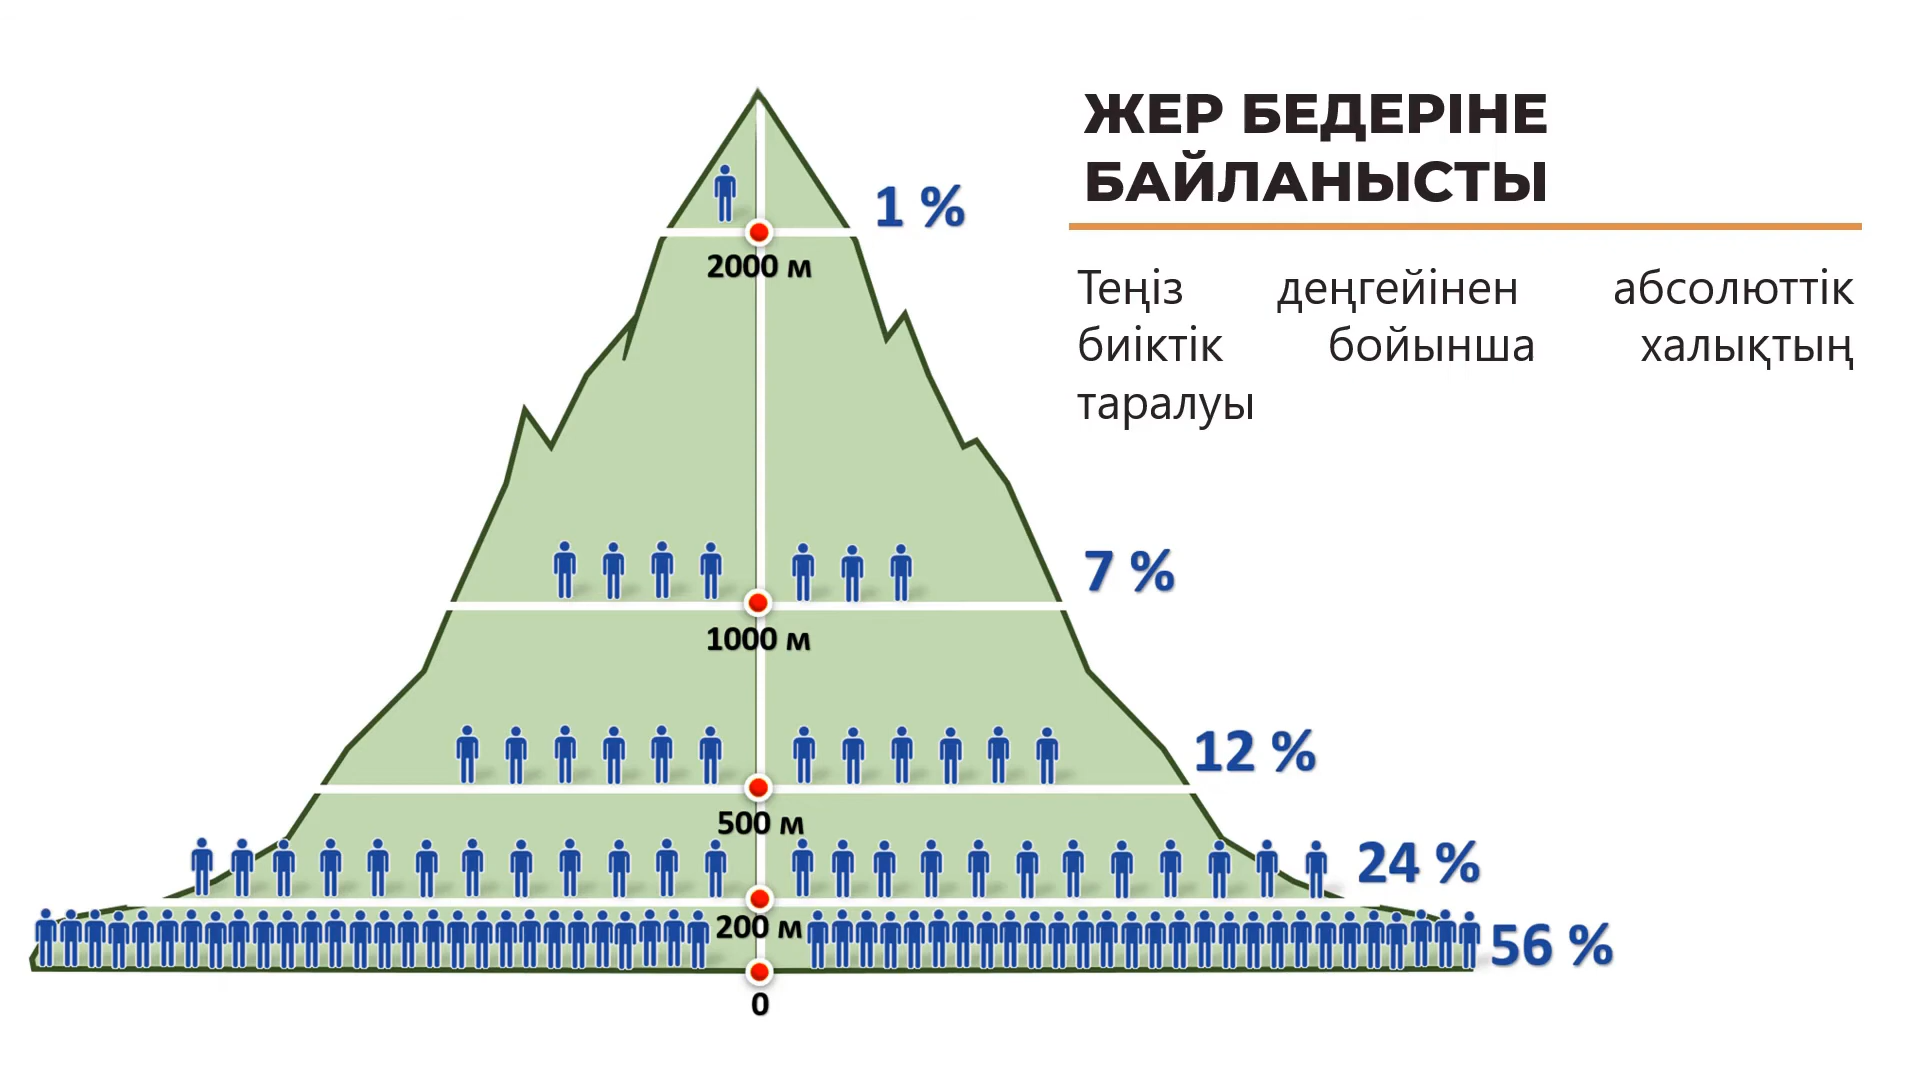 ЖЕР БЕДЕРІНЕ
БАЙЛАНЫСТЫ
Теңіз деңгейінен абсолюттік
биіктік бойынша халықтың
таралуы
1 %
2000 м
7 %
1000 м
12 %
500 м
24 %
200 м
56 %
0